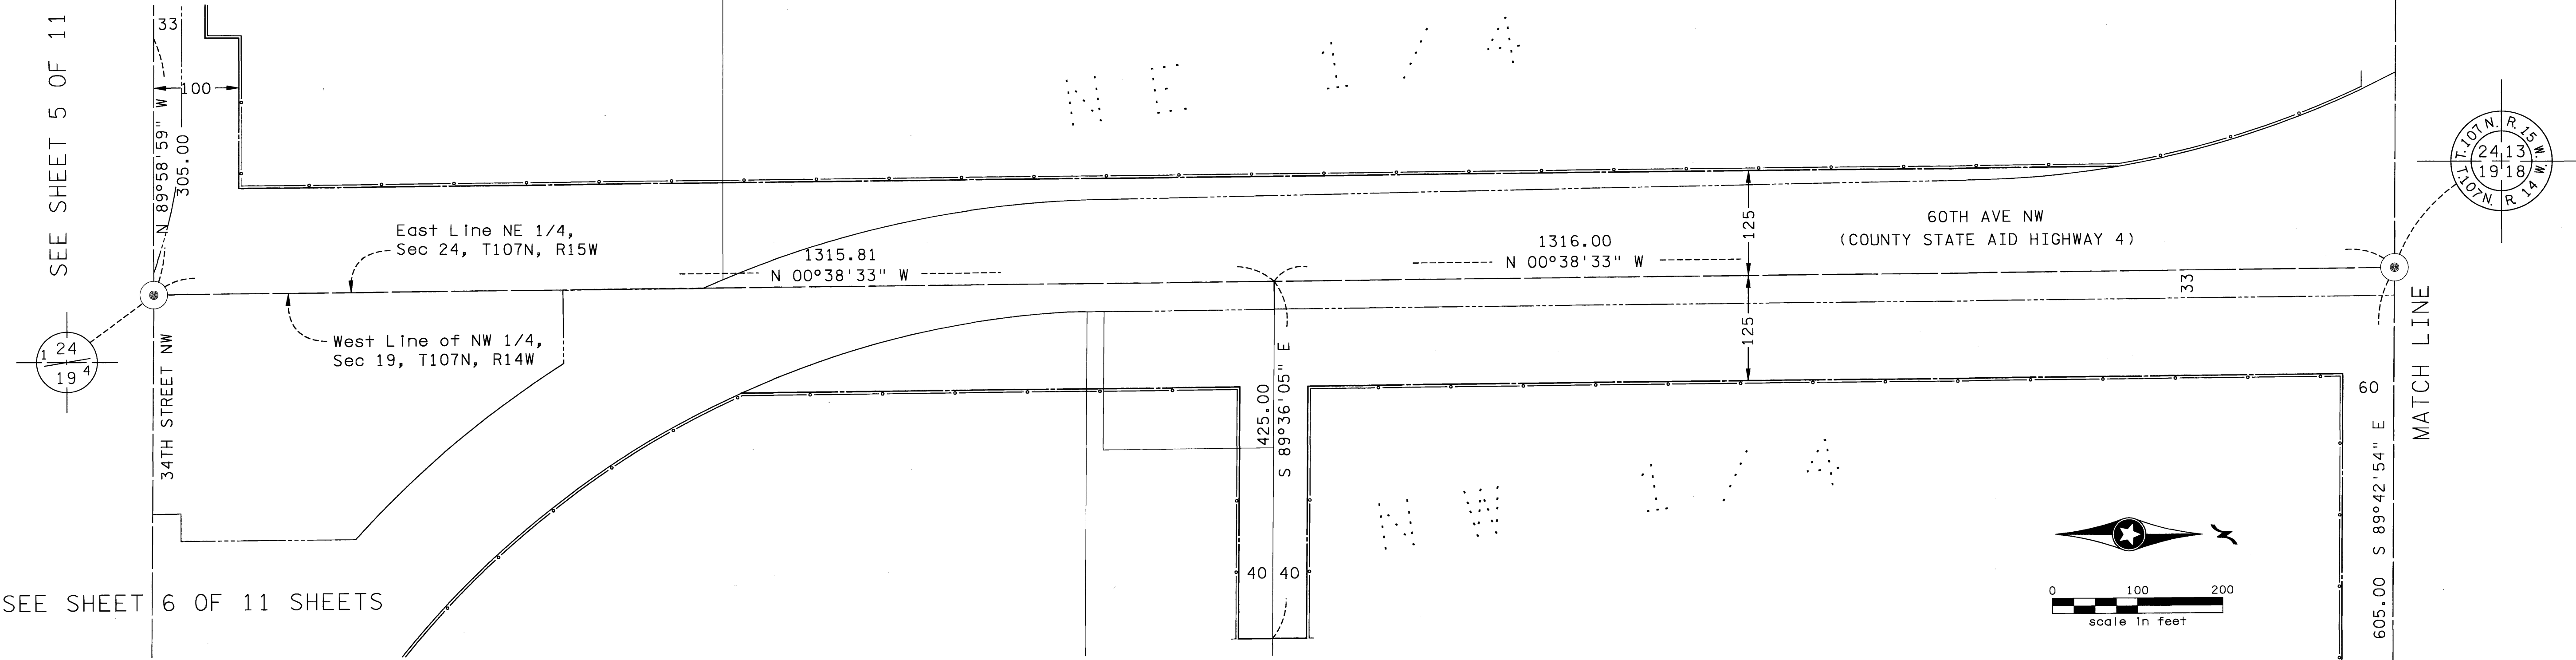 SEE SHEET 5 OF 11
33
100
N 89°58'59" W
305.00
East Line NE 1/4,
Sec 24, T107N, R15W
West Line of NW 1/4,
Sec 19, T107N, R14W
1 24
19 4
34TH STREET NW
SEE SHEET 6 OF 11 SHEETS
NE 1/4
1315.81
N 00°38'33" W
1316.00
N 00°38'33" W
125
125
60TH AVE NW
(COUNTY STATE AID HIGHWAY 4)
33
425.00
S 89°36'05" E
40 40
NW 1/4
60
605.00 S 89°42'54" E
MATCH LINE
T.107 N. R. 15 W.
24 13
19 18
T.107N. R. 14 W.
N
0 100 200
scale in feet